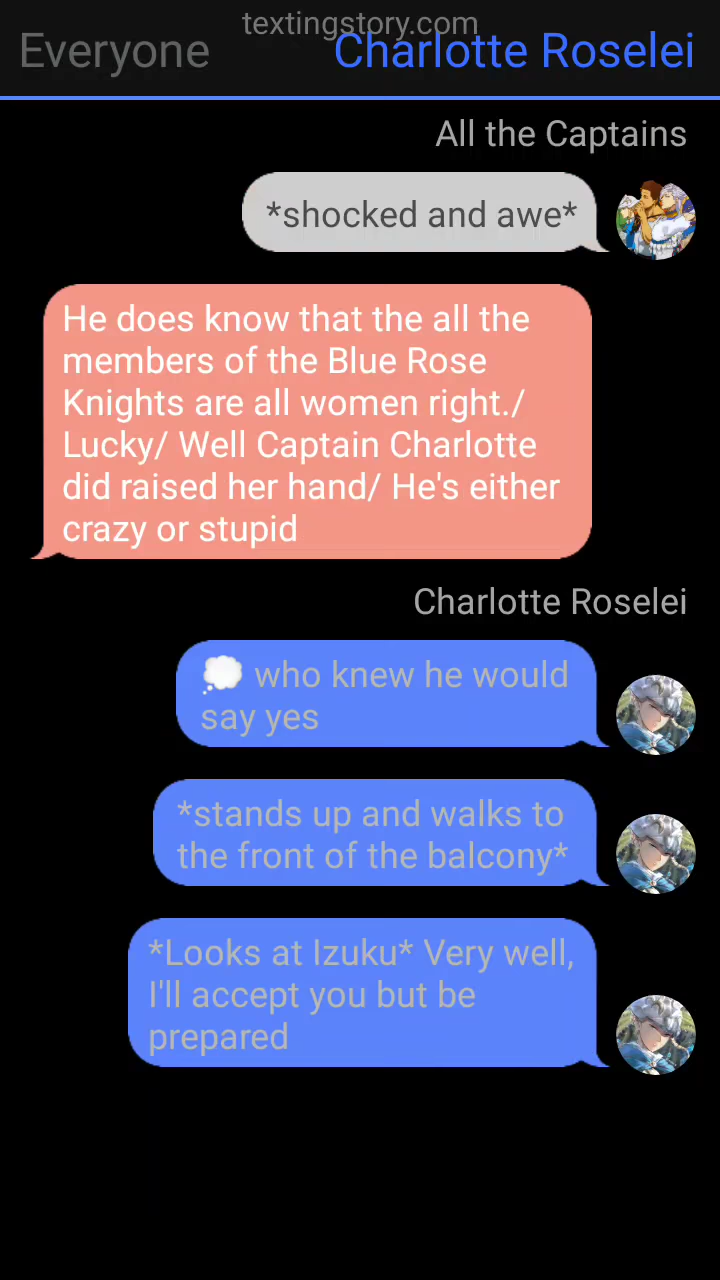 textingstory.com
Everyone
Charlotte Roselei
All the Captains
*shocked and awe*
He does know that the all the
members of the Blue Rose
Knights are all women right./
Lucky/ Well Captain Charlotte
did raised her hand/ He's either
crazy or stupid
Charlotte Roselei
💭 who knew he would
say yes
*stands up and walks to
the front of the balcony*
*Looks at Izuku* Very well,
I'll accept you but be
prepared